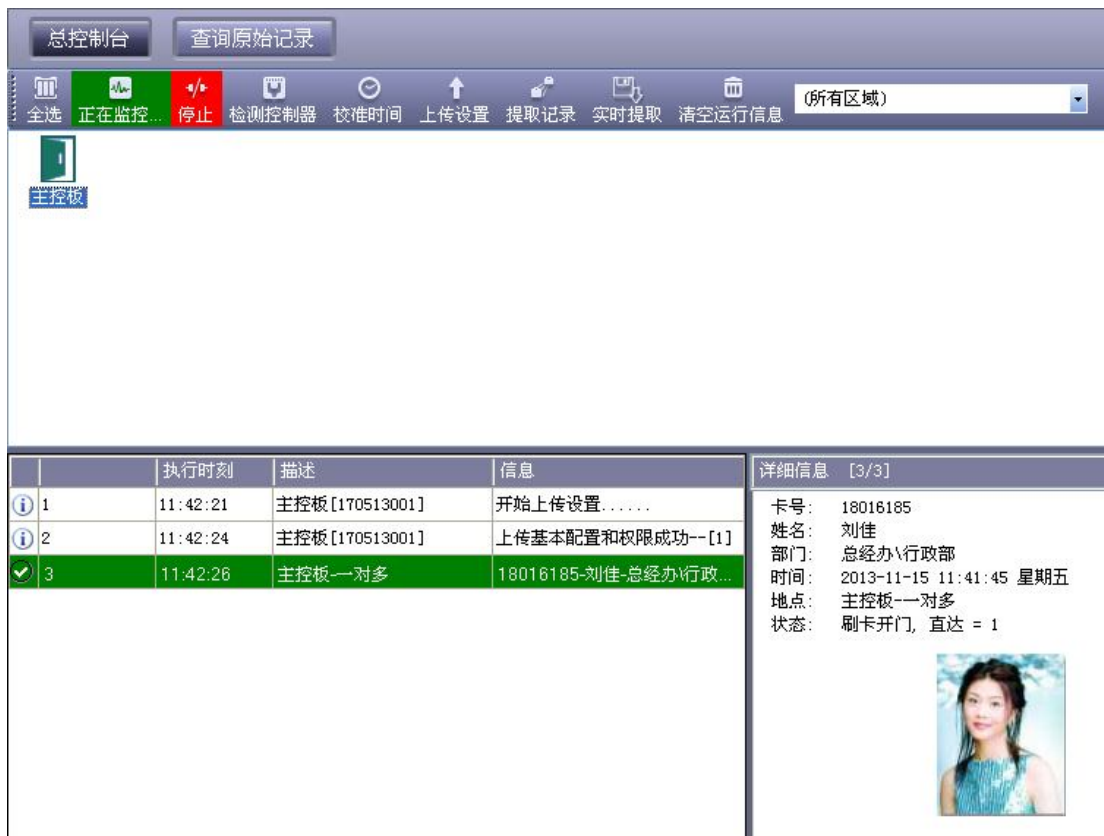 总控制台 查询原始记录
全选 正在监控... 停止 检测控制器 校准时间 上传设置 提取记录 实时提取 清空运行信息 (所有区域)
主控板
执行时刻 描述 信息
1 11:42:21 主控板[170513001] 开始上传设置......
2 11:42:24 主控板[170513001] 上传基本配置和权限成功--[1]
3 11:42:26 主控板-一对多 18016185-刘佳-总经办\行政...
详细信息 [3/3]
卡号: 18016185
姓名: 刘佳
部门: 总经办\行政部
时间: 2013-11-15 11:41:45 星期五
地点: 主控板-一对多
状态: 刷卡开门, 直达 = 1